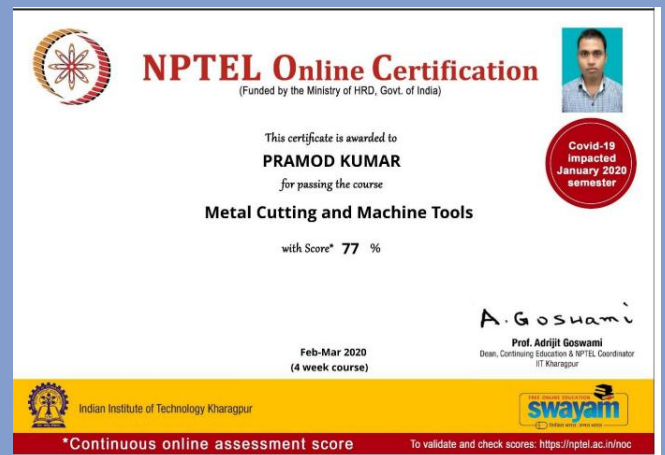 NPTEL Online Certification
(Funded by the Ministry of HRD, Govt. of India)
This certificate is awarded to
PRAMOD KUMAR
for passing the course
Metal Cutting and Machine Tools
with Score* 77 %
Covid-19
impacted
January 2020
semester
A. Goswami
Prof. Adrijit Goswami
Dean, Continuing Education & NPTEL Coordinator
IIT Kharagpur
Feb-Mar 2020
(4 week course)
Indian Institute of Technology Kharagpur
FREE ONLINE EDUCATION
swayam
*Continuous online assessment score
To validate and check scores: https://nptel.ac.in/noc